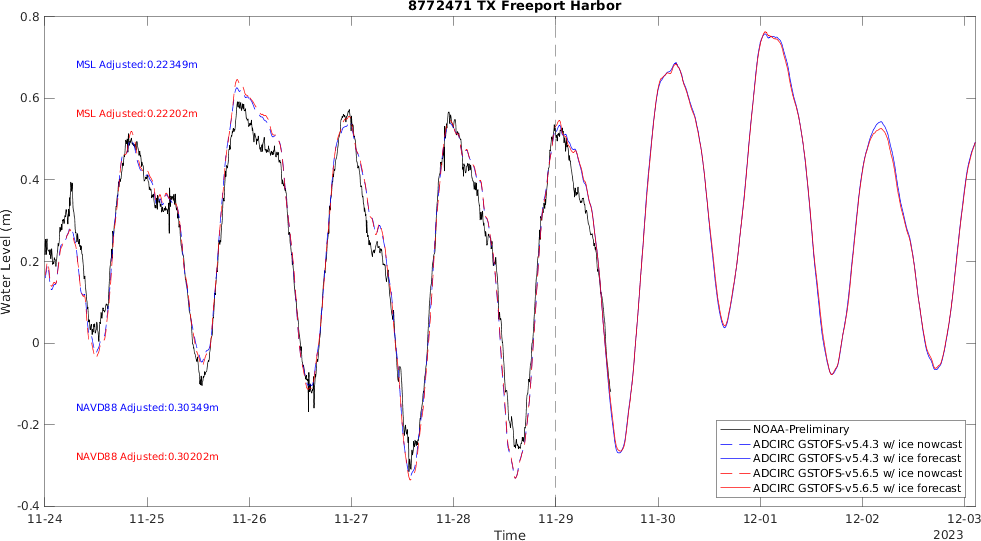 8772471 TX Freeport Harbor
Water Level (m)
0.8
0.6
0.4
0.2
0
-0.2
-0.4
MSL Adjusted:0.22349m
MSL Adjusted:0.22202m
NAVD88 Adjusted:0.30349m
NAVD88 Adjusted:0.30202m
NOAA-Preliminary
ADCIRC GSTOFS-v5.4.3 w/ ice nowcast
ADCIRC GSTOFS-v5.4.3 w/ ice forecast
ADCIRC GSTOFS-v5.6.5 w/ ice nowcast
ADCIRC GSTOFS-v5.6.5 w/ ice forecast
11-24 11-25 11-26 11-27 11-28 11-29 11-30 12-01 12-02 12-03
Time
2023